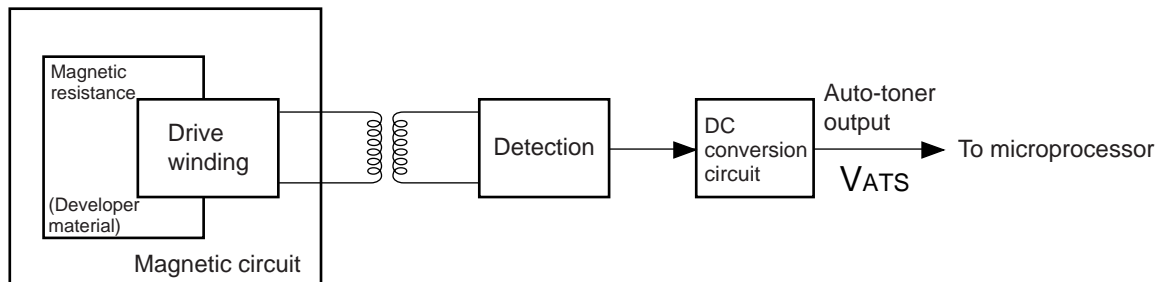 Magnetic
resistance
(Developer
material)
Drive
winding
Magnetic circuit
Detection
DC
conversion
circuit
Auto-toner
output
VATS
To microprocessor